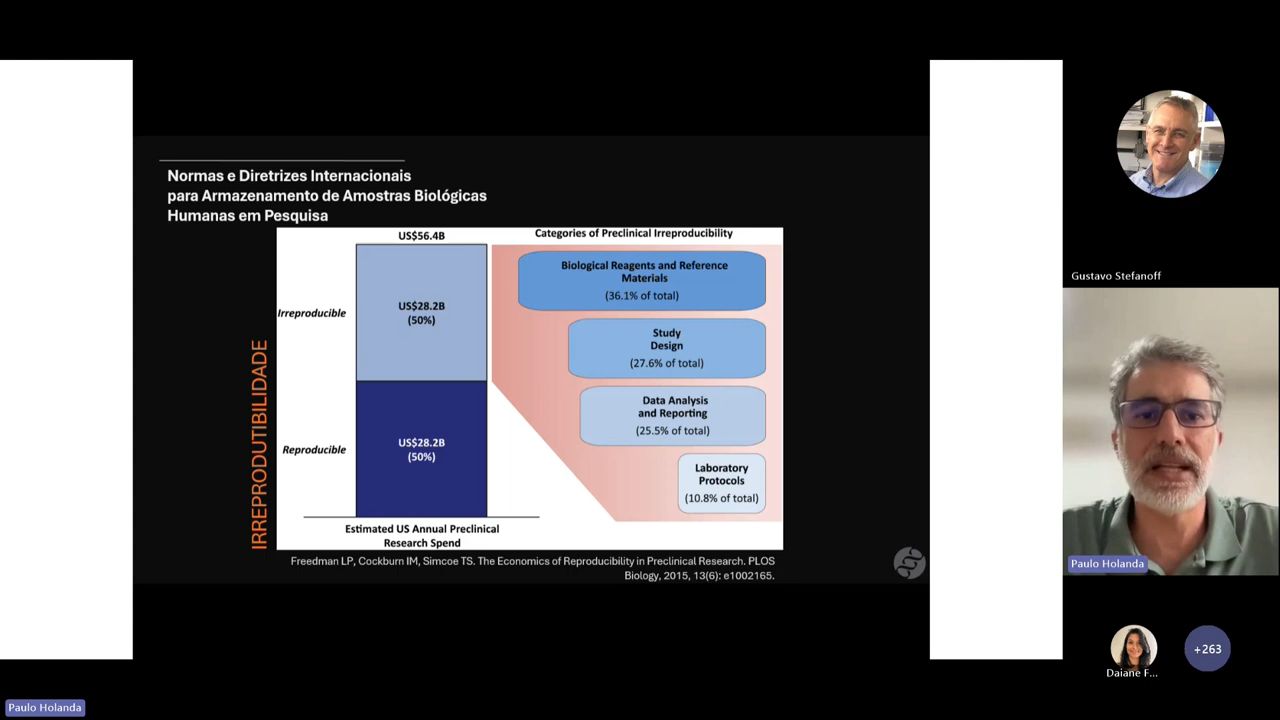 Normas e Diretrizes Internacionais
para Armazenamento de Amostras Biológicas
Humanas em Pesquisa
IRREPRODUTIBILIDADE
US$56.4B
Irreproducible
US$28.2B
(50%)
Reproducible
US$28.2B
(50%)
Estimated US Annual Preclinical
Research Spend
Categories of Preclinical Irreproducibility
Biological Reagents and Reference
Materials
(36.1% of total)
Study
Design
(27.6% of total)
Data Analysis
and Reporting
(25.5% of total)
Laboratory
Protocols
(10.8% of total)
Freedman LP, Cockburn IM, Simcoe TS. The Economics of Reproducibility in Preclinical Research. PLOS
Biology, 2015, 13(6): e1002165.
Gustavo Stefanoff
Paulo Holanda
Daiane F...
+263
Paulo Holanda